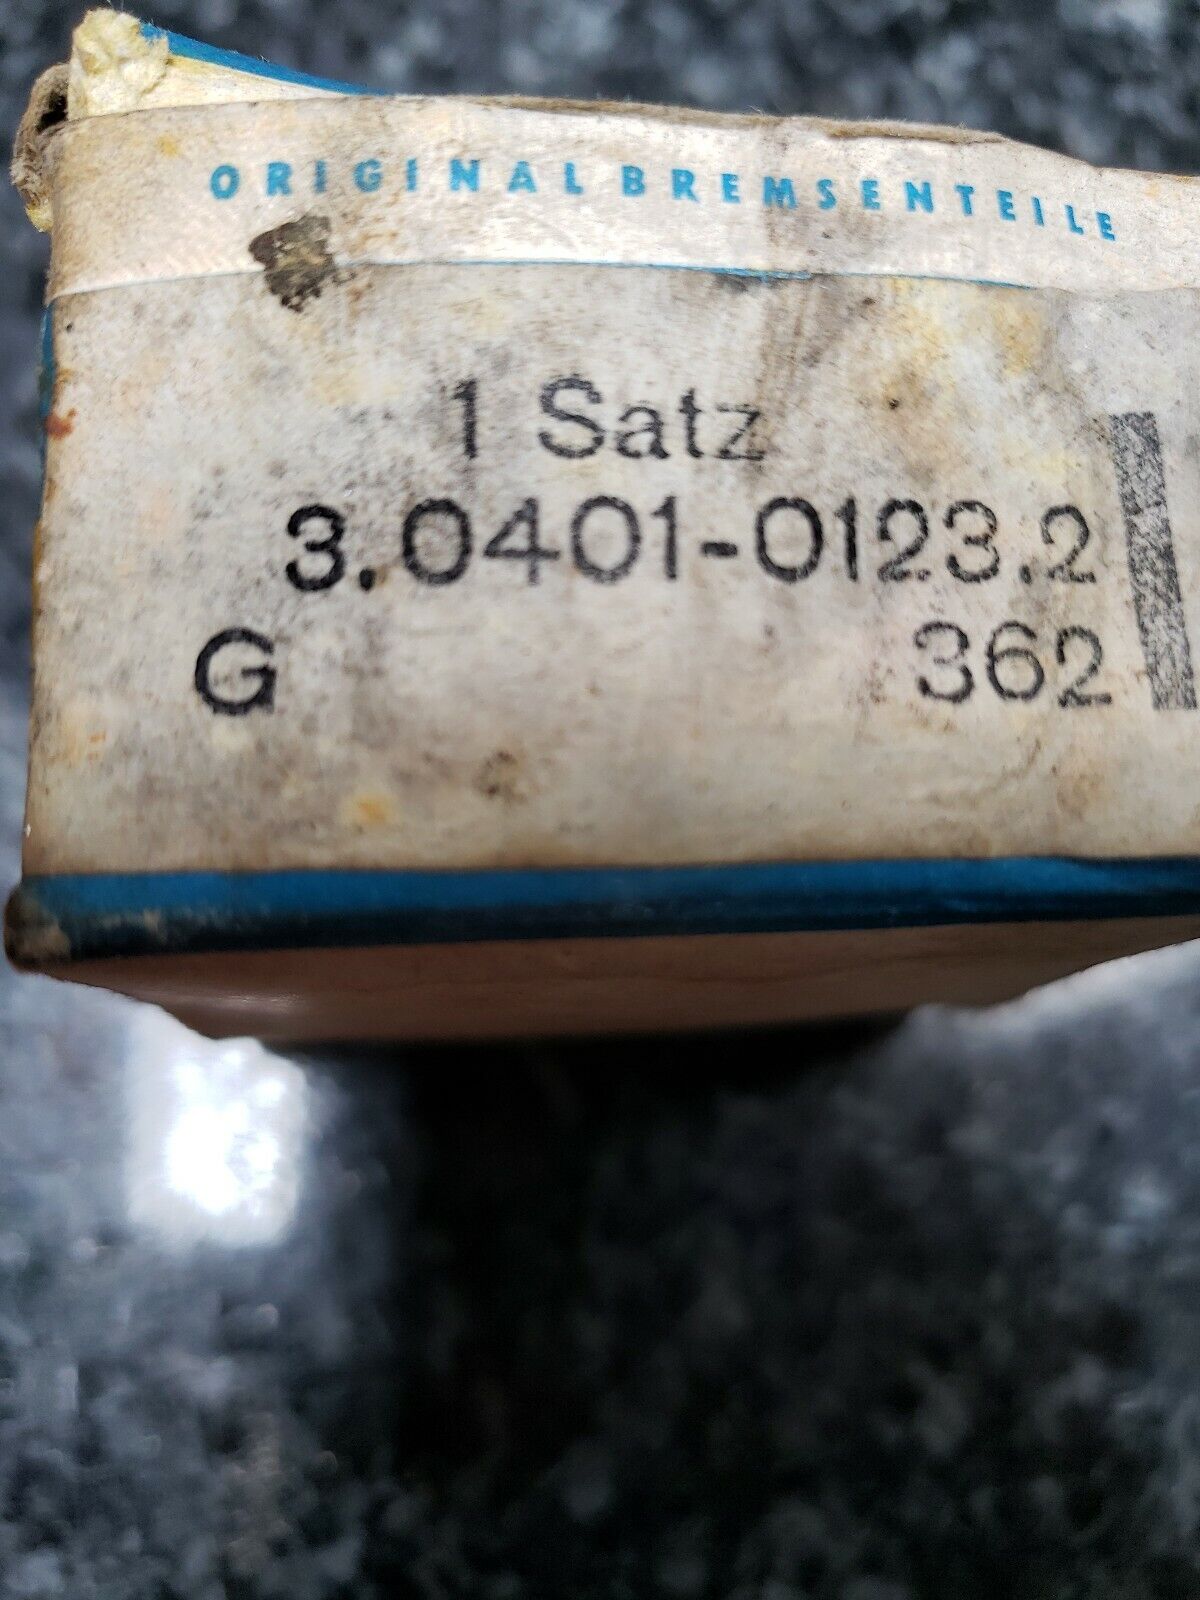 ORIGINAL BREMSENTEILE
1 Satz
3.0401-0123.2
G 362